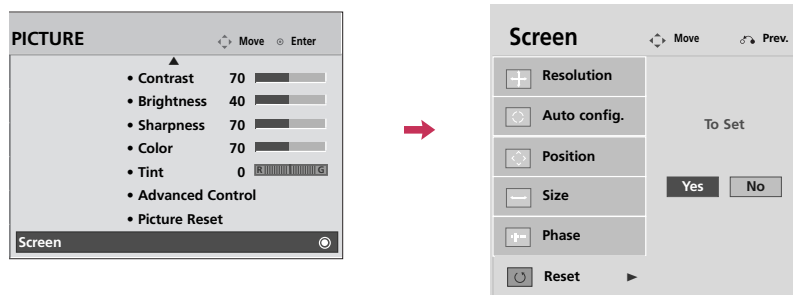 PICTURE Move Enter
• Contrast 70
• Brightness 40
• Sharpness 70
• Color 70
• Tint 0 R G
• Advanced Control
• Picture Reset
Screen
Screen Move Prev.
Resolution
Auto config.
Position
Size
Phase
Reset
To Set
Yes No